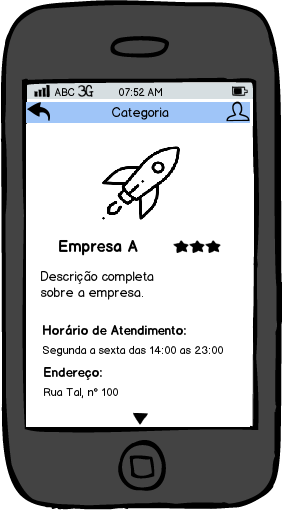 ABC 3G 07:52 AM
Categoria
Empresa A
Descrição completa
sobre a empresa.
Horário de Atendimento:
Segunda a sexta das 14:00 as 23:00
Endereço:
Rua Tal, nº 100